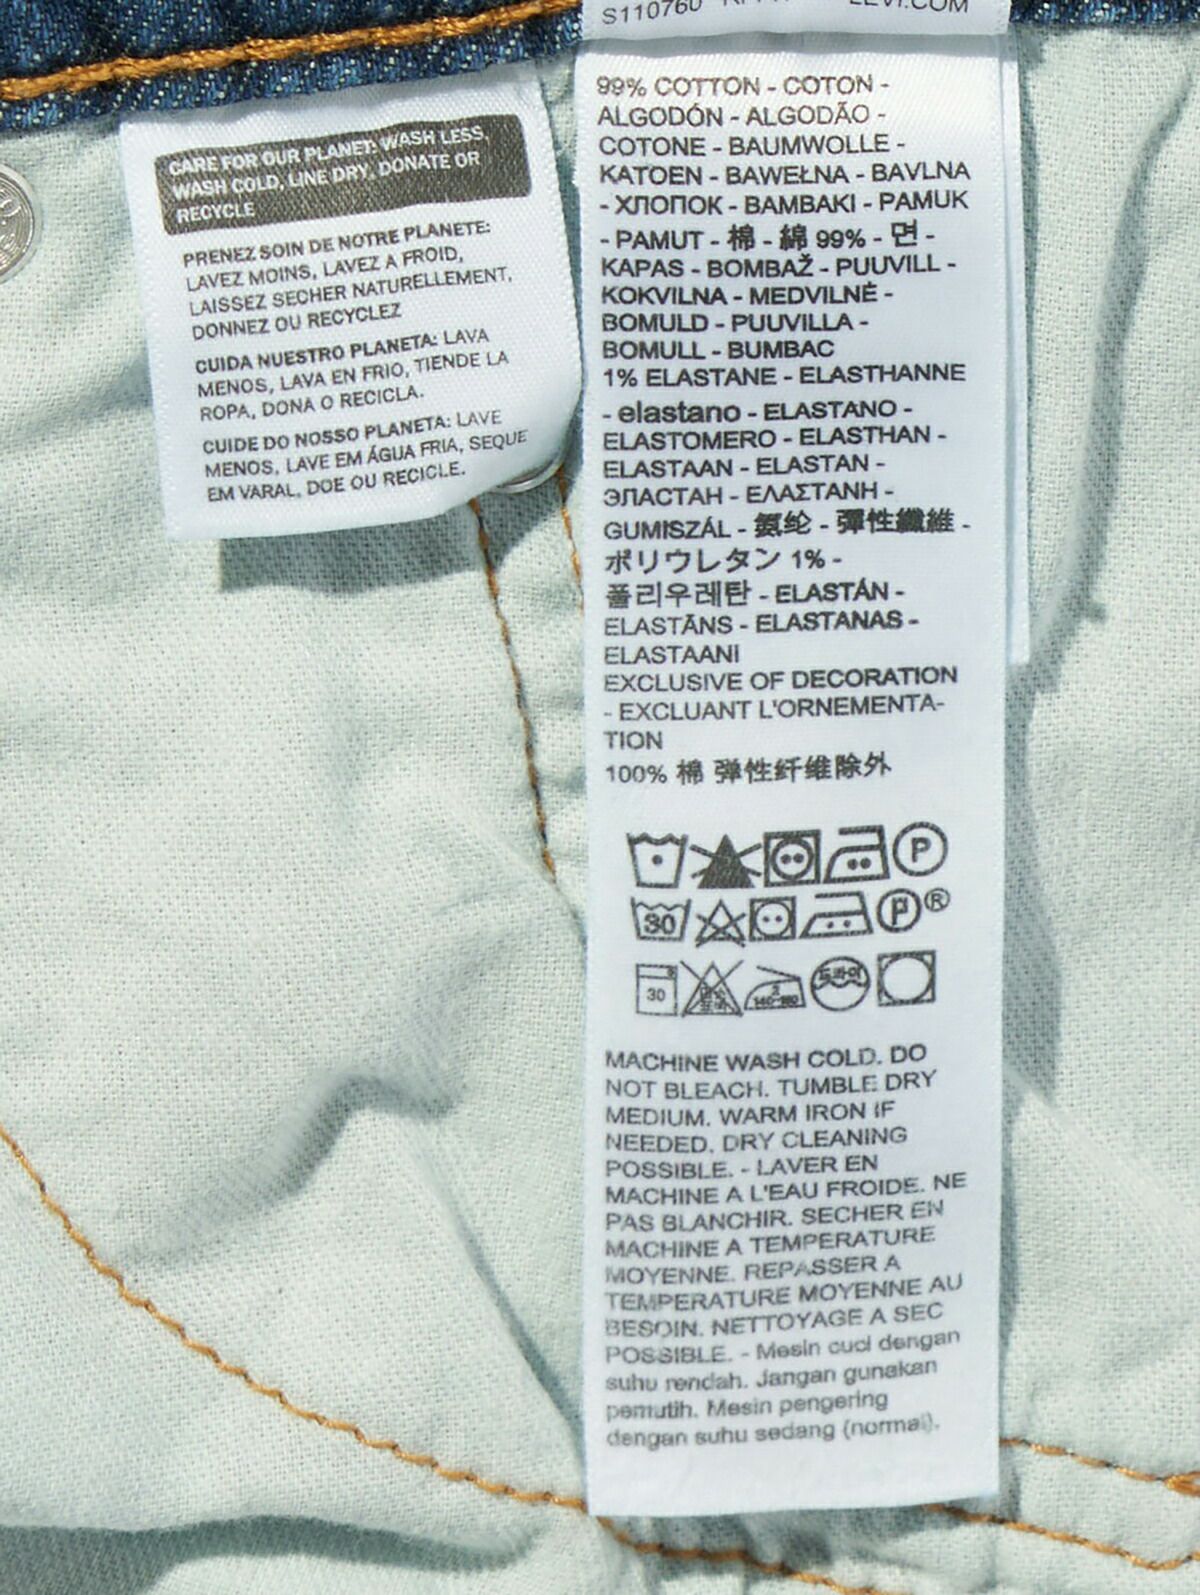 S110760 LEVI.COM
CARE FOR OUR PLANET: WASH LESS,
WASH COLD, LINE DRY, DONATE OR
RECYCLE
PRENEZ SOIN DE NOTRE PLANETE:
LAVEZ MOINS, LAVEZ A FROID,
LAISSEZ SECHER NATURELLEMENT,
DONNEZ OU RECYCLEZ
CUIDA NUESTRO PLANETA: LAVA
MENOS, LAVA EN FRIO, TIENDE LA
ROPA, DONA O RECICLA.
CUIDE DO NOSSO PLANETA: LAVE
MENOS, LAVE EM ÁGUA FRIA, SEQUE
EM VARAL, DOE OU RECICLE.
99% COTTON - COTON -
ALGODÓN - ALGODÃO -
COTONE - BAUMWOLLE -
KATOEN - BAWEŁNA - BAVLNA
- ХЛОПОК - BAMBAKI - PAMUK
- PAMUT - 棉 - 綿 99% - 면 -
KAPAS - BOMBAŽ - PUUVILL -
KOKVILNA - MEDVILNĖ -
BOMULD - PUUVILLA -
BOMULL - BUMBAC
1% ELASTANE - ELASTHANNE
- elastano - ELASTANO -
ELASTOMERO - ELASTHAN -
ELASTAAN - ELASTAN -
ЭЛАСТАН - ΕΛΑΣΤΑΝΗ -
GUMISZÁL - 氨纶 - 彈性纖維 -
ポリウレタン 1% -
폴리우레탄 - ELASTÁN -
ELASTĀNS - ELASTANAS -
ELASTAANI
EXCLUSIVE OF DECORATION
- EXCLUANT L'ORNEMENTA-
TION
100% 棉 弹性纤维除外
P
30 P ®
30 2 140-160 드라이
MACHINE WASH COLD. DO
NOT BLEACH. TUMBLE DRY
MEDIUM. WARM IRON IF
NEEDED. DRY CLEANING
POSSIBLE. - LAVER EN
MACHINE A L'EAU FROIDE. NE
PAS BLANCHIR. SECHER EN
MACHINE A TEMPERATURE
MOYENNE. REPASSER A
TEMPERATURE MOYENNE AU
BESOIN. NETTOYAGE A SEC
POSSIBLE. - Mesin cuci dengan
suhu rendah. Jangan gunakan
pemutih. Mesin pengering
dengan suhu sedang (normal).